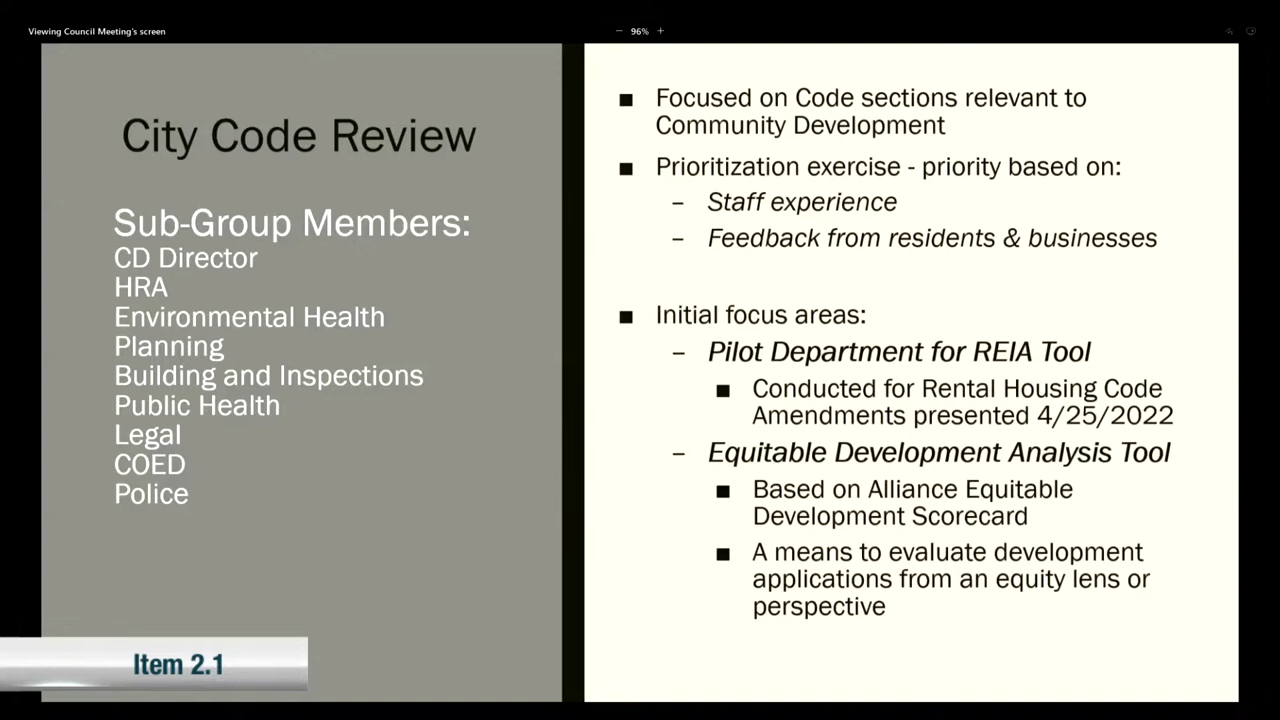 Viewing Council Meeting's screen
− 96% +
City Code Review
Sub-Group Members:
CD Director
HRA
Environmental Health
Planning
Building and Inspections
Public Health
Legal
COED
Police
■ Focused on Code sections relevant to
Community Development
■ Prioritization exercise - priority based on:
– Staff experience
– Feedback from residents & businesses
■ Initial focus areas:
– Pilot Department for REIA Tool
■ Conducted for Rental Housing Code
Amendments presented 4/25/2022
– Equitable Development Analysis Tool
■ Based on Alliance Equitable
Development Scorecard
■ A means to evaluate development
applications from an equity lens or
perspective
Item 2.1